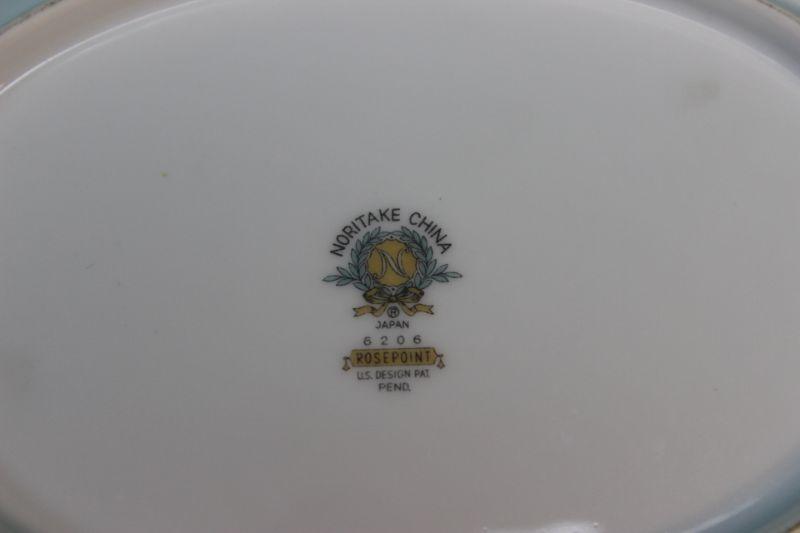 NORITAKE CHINA
N
JAPAN
6206
ROSEPOINT
U.S. DESIGN PAT.
PEND.